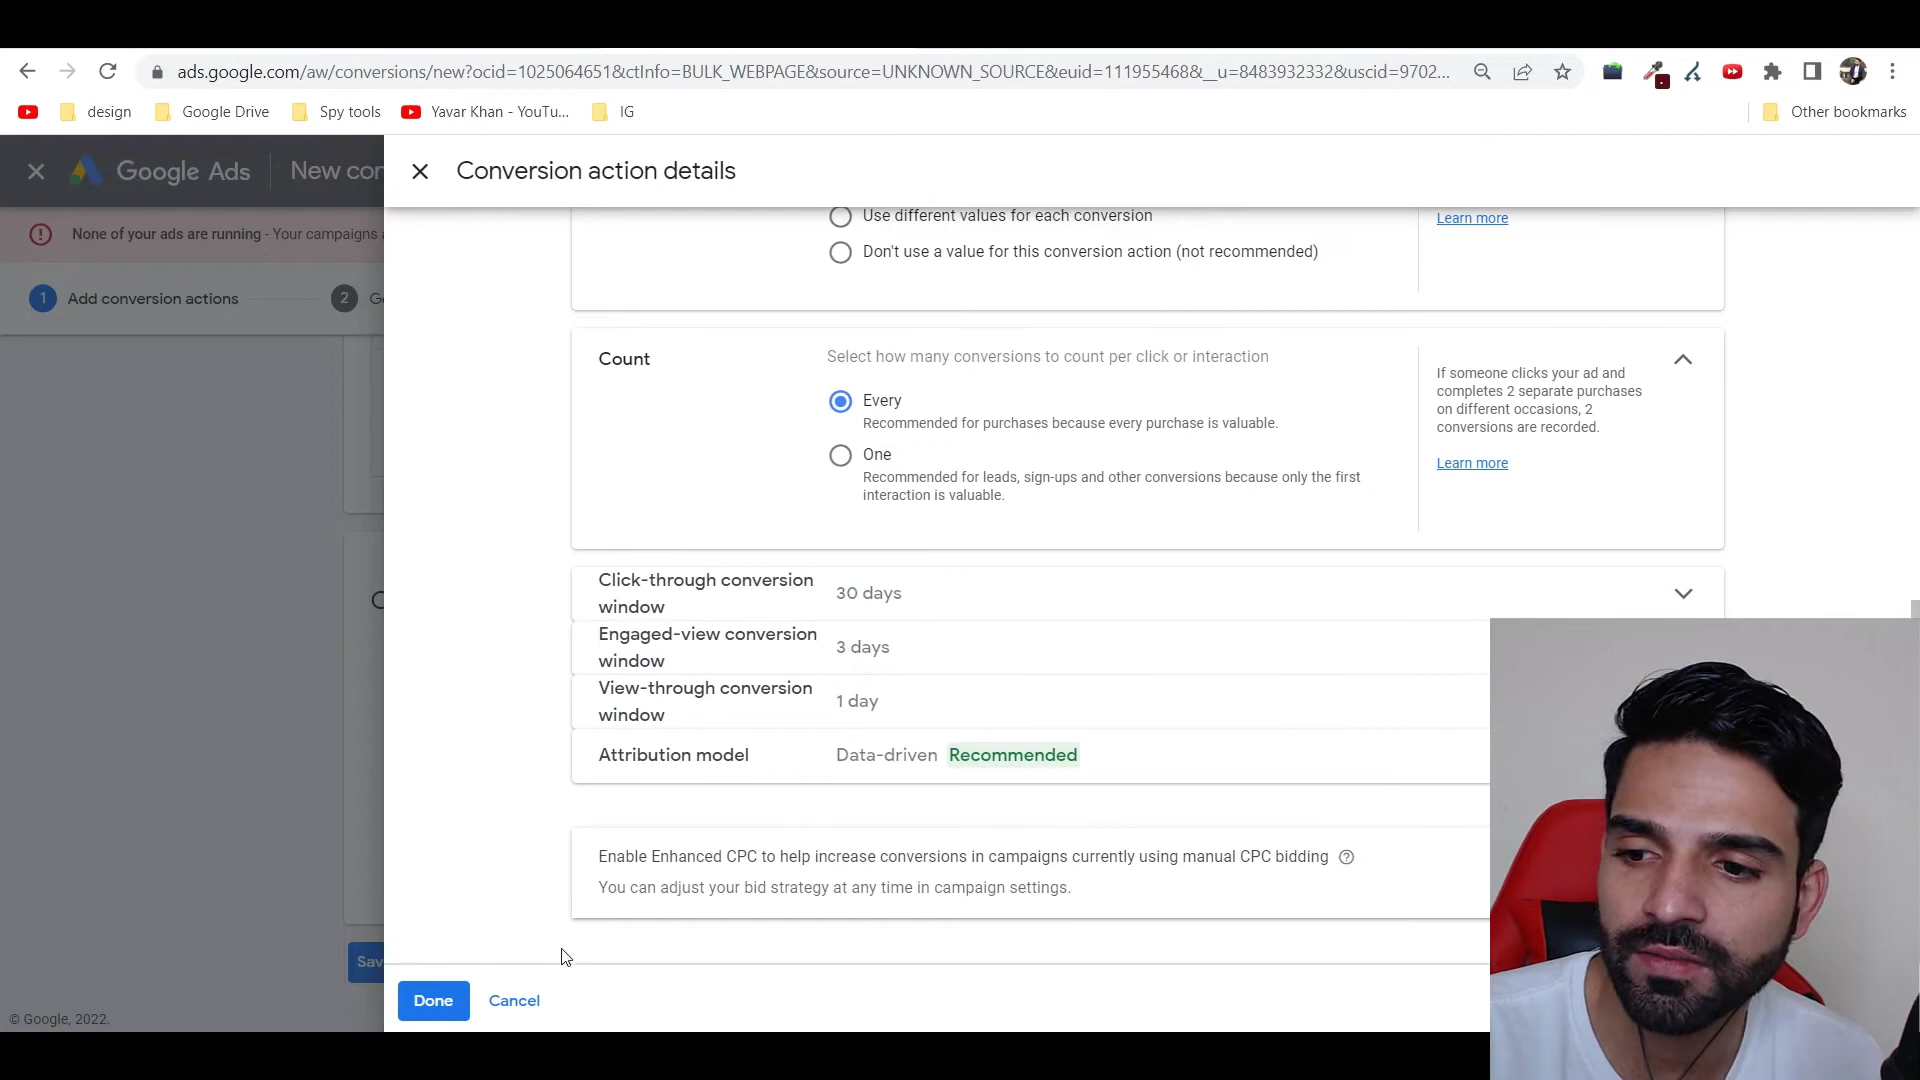 ads.google.com/aw/conversions/new?ocid=1025064651&ctInfo=BULK_WEBPAGE&source=UNKNOWN_SOURCE&euid=111955468&__u=8483932332&uscid=9702...
design
Google Drive
Spy tools
Yavar Khan - YouTu...
IG
Other bookmarks
Google Ads
New con
Conversion action details
None of your ads are running - Your campaigns a
1
Add conversion actions
2
G
Use different values for each conversion
Don't use a value for this conversion action (not recommended)
Learn more
Count
Select how many conversions to count per click or interaction
Every
Recommended for purchases because every purchase is valuable.
One
Recommended for leads, sign-ups and other conversions because only the first
interaction is valuable.
If someone clicks your ad and
completes 2 separate purchases
on different occasions, 2
conversions are recorded.
Learn more
Click-through conversion
window
30 days
Engaged-view conversion
window
3 days
View-through conversion
window
1 day
Attribution model
Data-driven Recommended
Enable Enhanced CPC to help increase conversions in campaigns currently using manual CPC bidding
You can adjust your bid strategy at any time in campaign settings.
Sav
Done
Cancel
© Google, 2022.